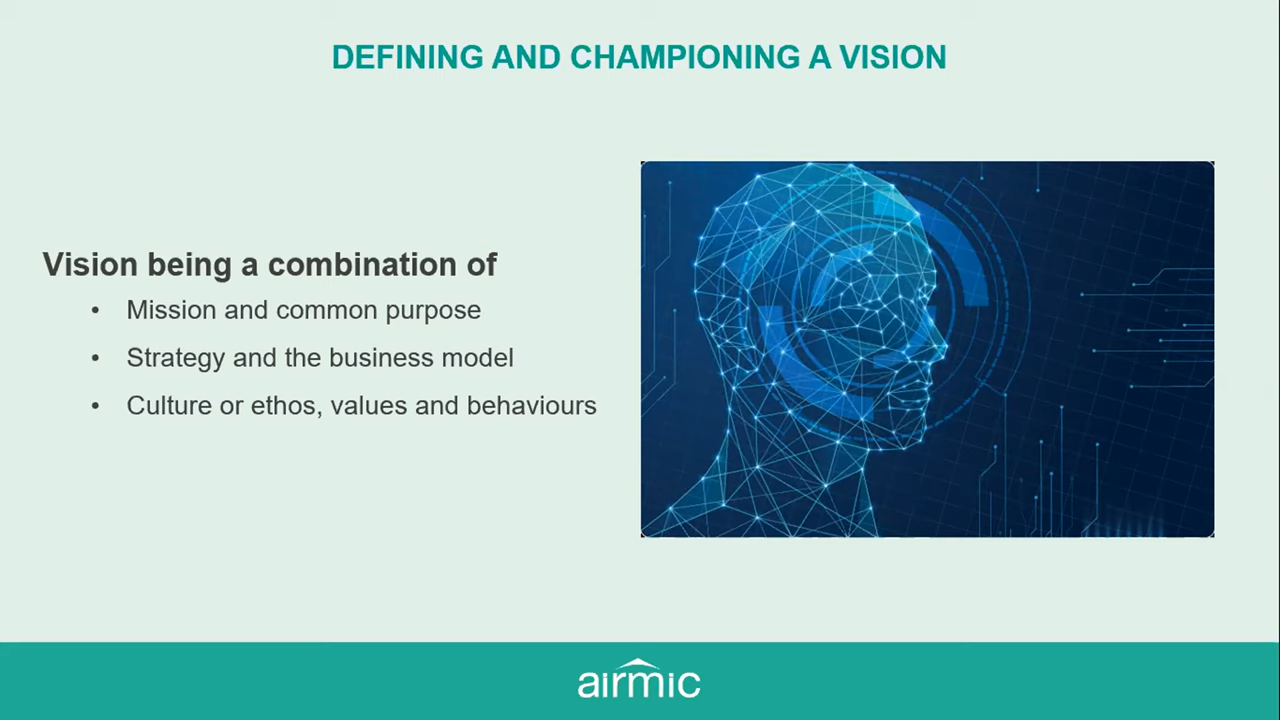 DEFINING AND CHAMPIONING A VISION
Vision being a combination of
• Mission and common purpose
• Strategy and the business model
• Culture or ethos, values and behaviours
airmic